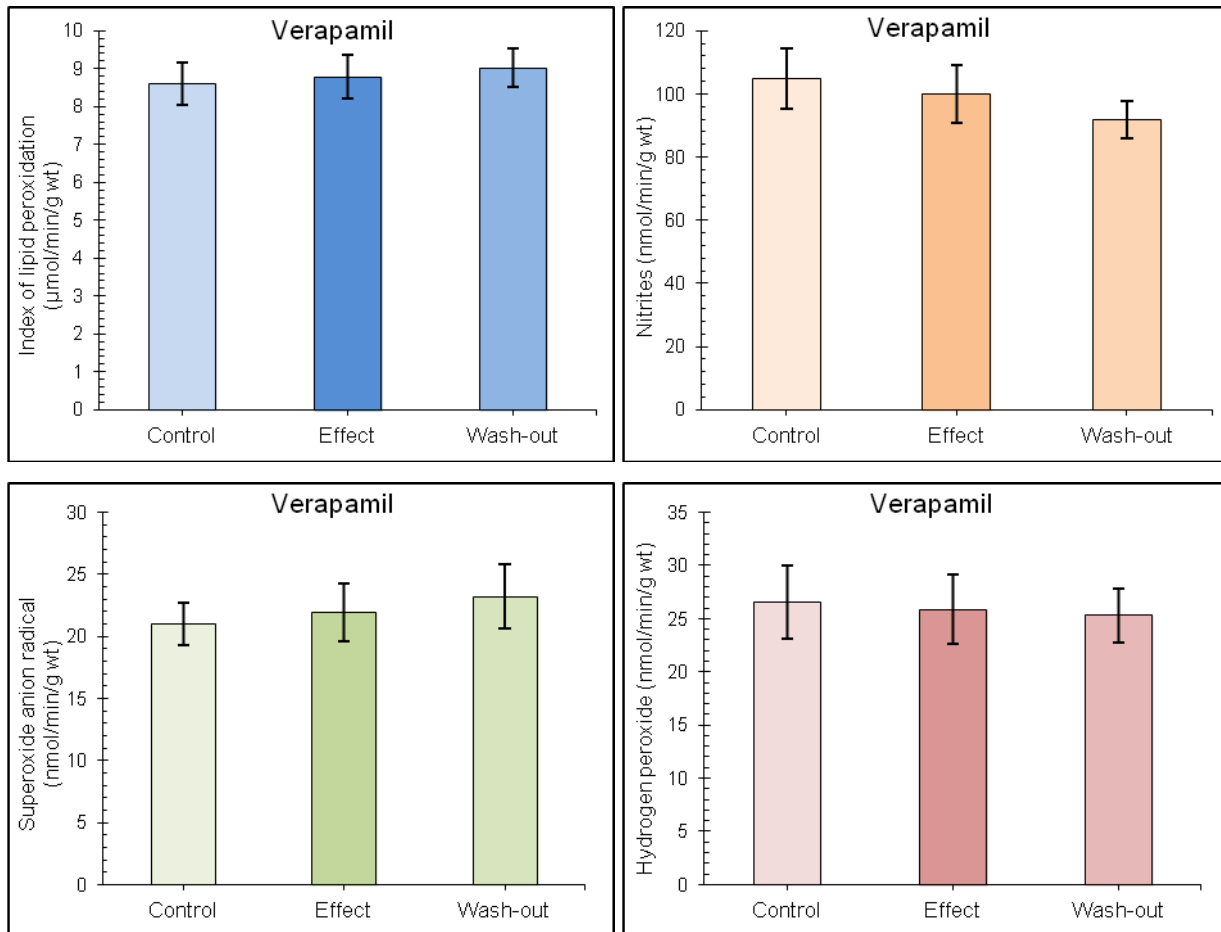 Verapamil
Index of lipid peroxidation
(µmol/min/g wt)
10
9
8
7
6
5
4
3
2
1
0
Control Effect Wash-out
Verapamil
Nitrites (nmol/min/g wt)
120
100
80
60
40
20
0
Control Effect Wash-out
Verapamil
Superoxide anion radical
(nmol/min/g wt)
30
25
20
15
10
5
0
Control Effect Wash-out
Verapamil
Hydrogen peroxide (nmol/min/g wt)
35
30
25
20
15
10
5
0
Control Effect Wash-out